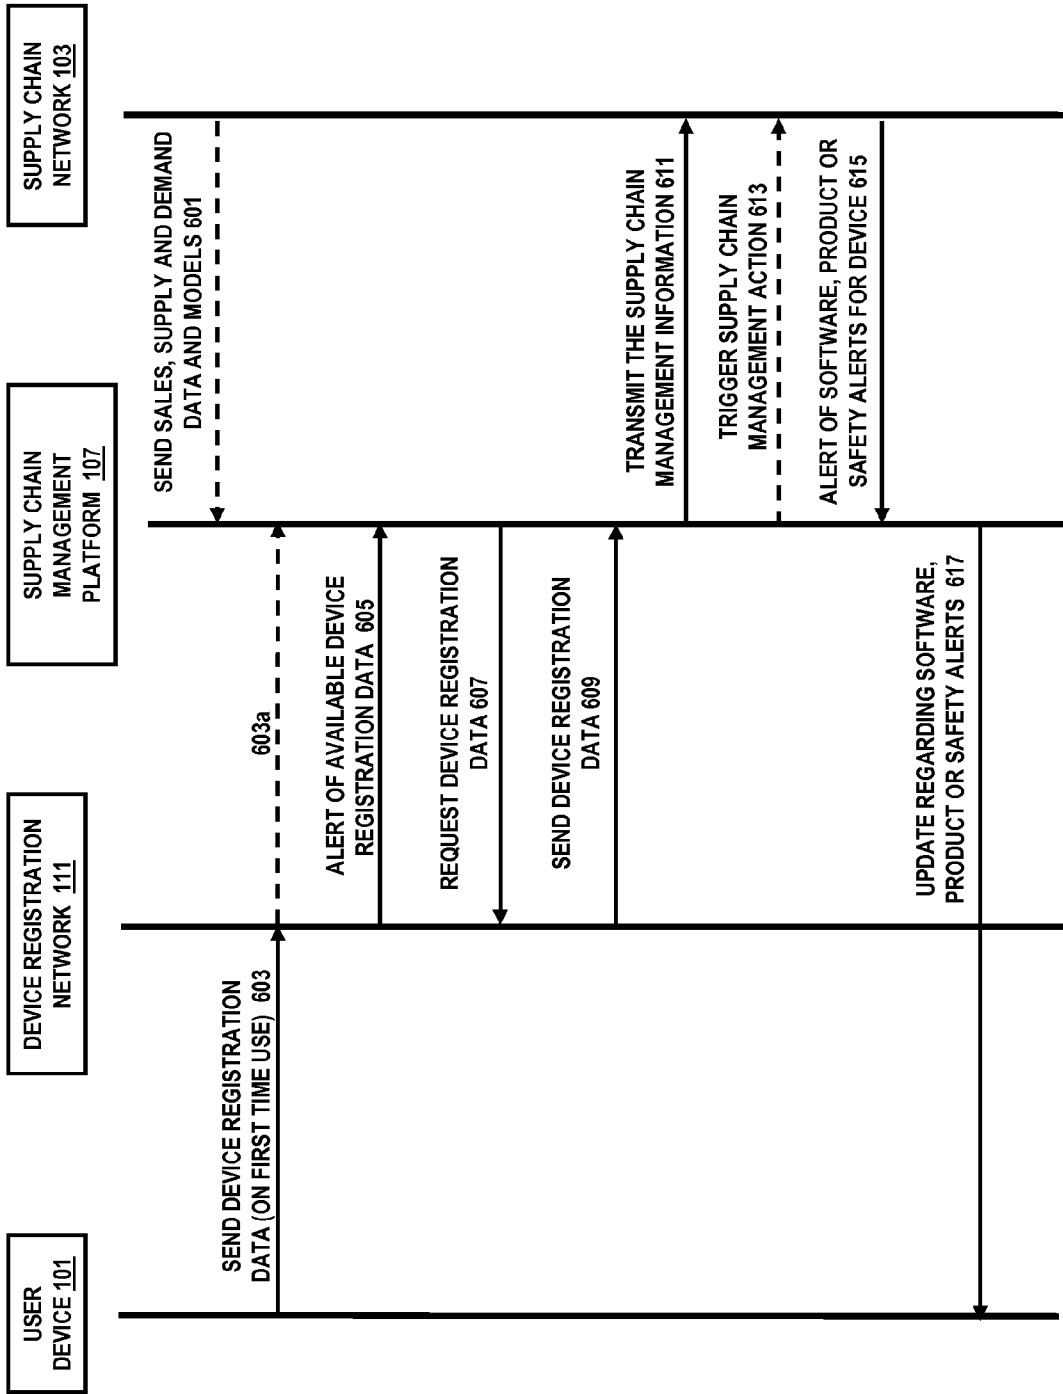 USER
DEVICE 101
DEVICE REGISTRATION
NETWORK 111
SUPPLY CHAIN
MANAGEMENT
PLATFORM 107
SUPPLY CHAIN
NETWORK 103
SEND SALES, SUPPLY AND DEMAND
DATA AND MODELS 601
SEND DEVICE REGISTRATION
DATA (ON FIRST TIME USE) 603
603a
ALERT OF AVAILABLE DEVICE
REGISTRATION DATA 605
REQUEST DEVICE REGISTRATION
DATA 607
SEND DEVICE REGISTRATION
DATA 609
TRANSMIT THE SUPPLY CHAIN
MANAGEMENT INFORMATION 611
TRIGGER SUPPLY CHAIN
MANAGEMENT ACTION 613
ALERT OF SOFTWARE, PRODUCT OR
SAFETY ALERTS FOR DEVICE 615
UPDATE REGARDING SOFTWARE,
PRODUCT OR SAFETY ALERTS 617